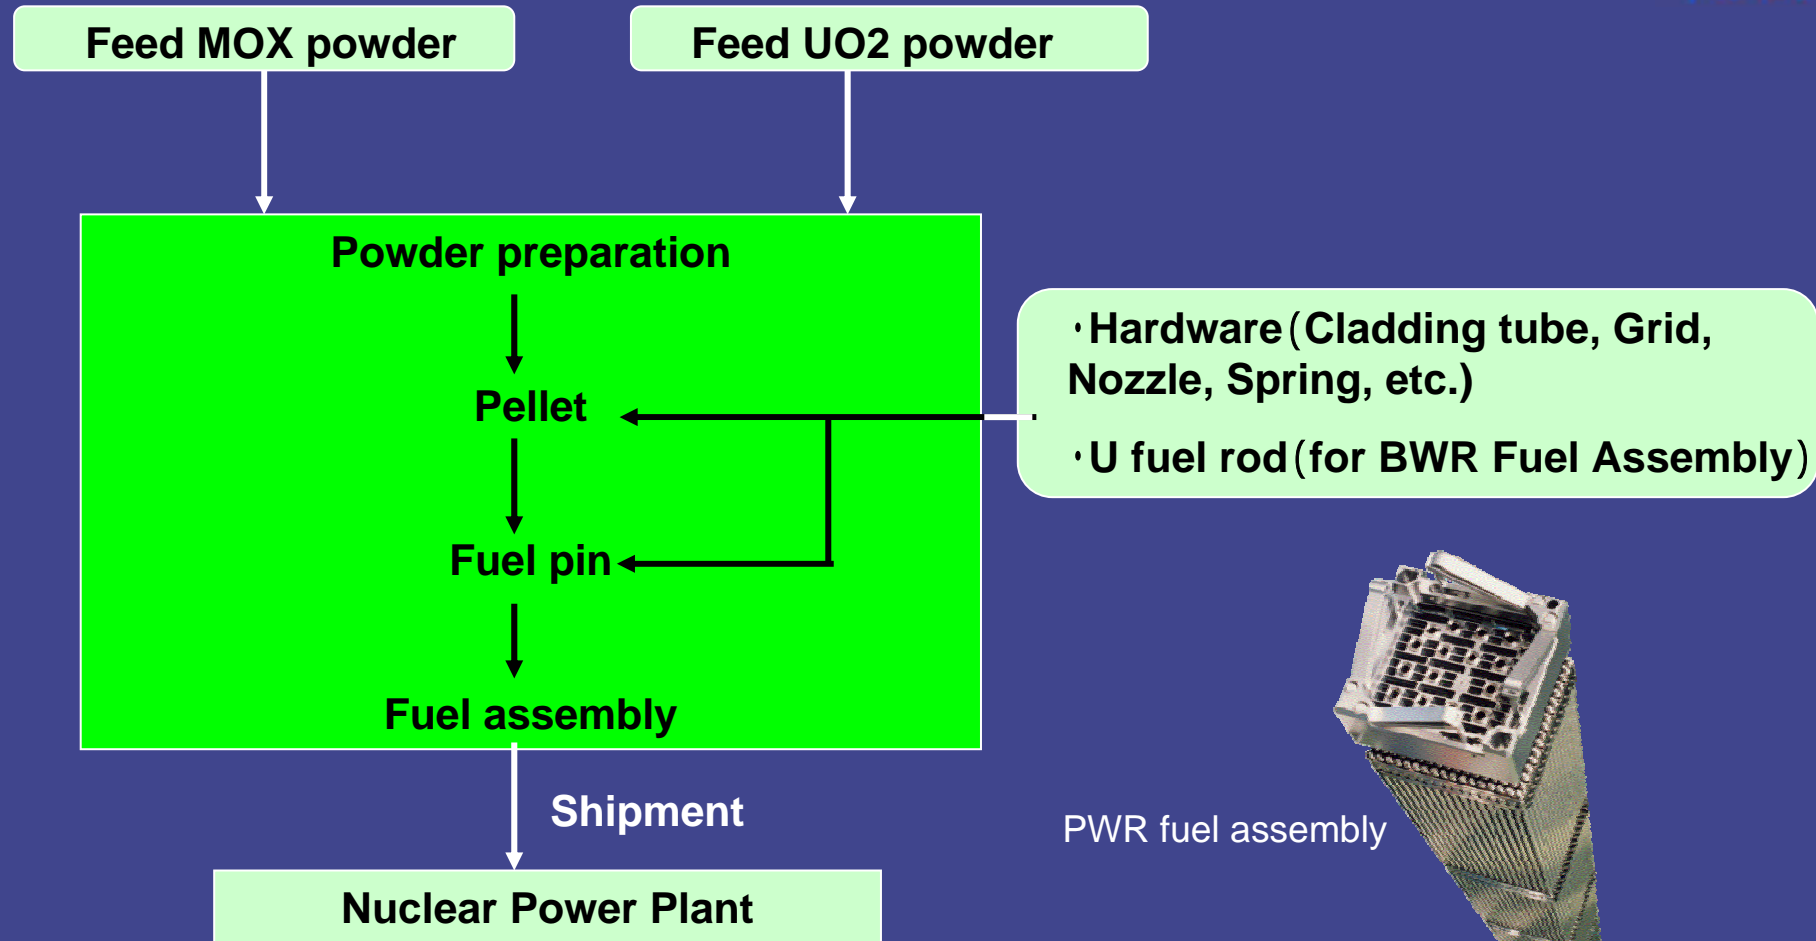 Feed MOX powder
Feed UO2 powder
Powder preparation
Pellet
Fuel pin
Fuel assembly
・Hardware（Cladding tube, Grid,
Nozzle, Spring, etc.)
・U fuel rod（for BWR Fuel Assembly）
Shipment
PWR fuel assembly
Nuclear Power Plant